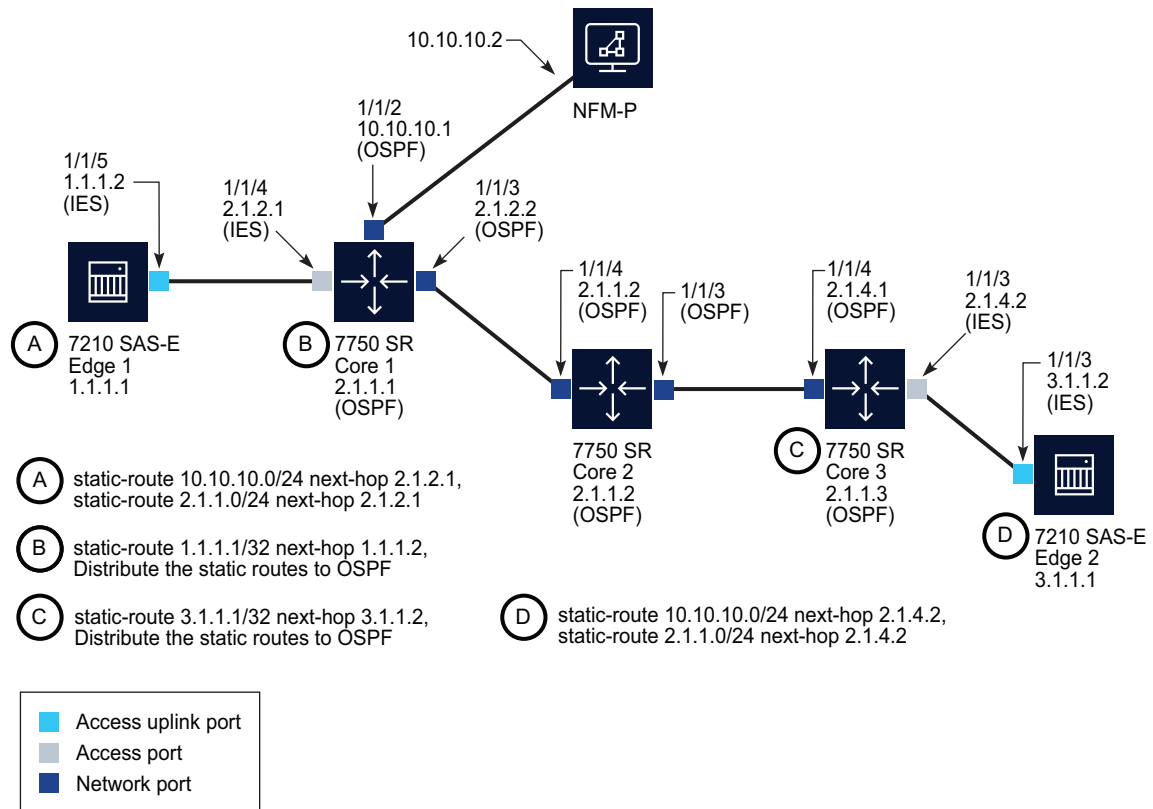 10.10.10.2
NFM-P
1/1/2
10.10.10.1
(OSPF)
1/1/5
1.1.1.2
(IES)
1/1/4
2.1.2.1
(IES)
1/1/3
2.1.2.2
(OSPF)
1/1/4
2.1.1.2
(OSPF)
1/1/3
(OSPF)
1/1/4
2.1.4.1
(OSPF)
1/1/3
2.1.4.2
(IES)
1/1/3
3.1.1.2
(IES)
A
7210 SAS-E
Edge 1
1.1.1.1
B
7750 SR
Core 1
2.1.1.1
(OSPF)
7750 SR
Core 2
2.1.1.2
(OSPF)
C
7750 SR
Core 3
2.1.1.3
(OSPF)
D
7210 SAS-E
Edge 2
3.1.1.1
A
static-route 10.10.10.0/24 next-hop 2.1.2.1,
static-route 2.1.1.0/24 next-hop 2.1.2.1
B
static-route 1.1.1.1/32 next-hop 1.1.1.2,
Distribute the static routes to OSPF
C
static-route 3.1.1.1/32 next-hop 3.1.1.2,
Distribute the static routes to OSPF
D
static-route 10.10.10.0/24 next-hop 2.1.4.2,
static-route 2.1.1.0/24 next-hop 2.1.4.2
Access uplink port
Access port
Network port